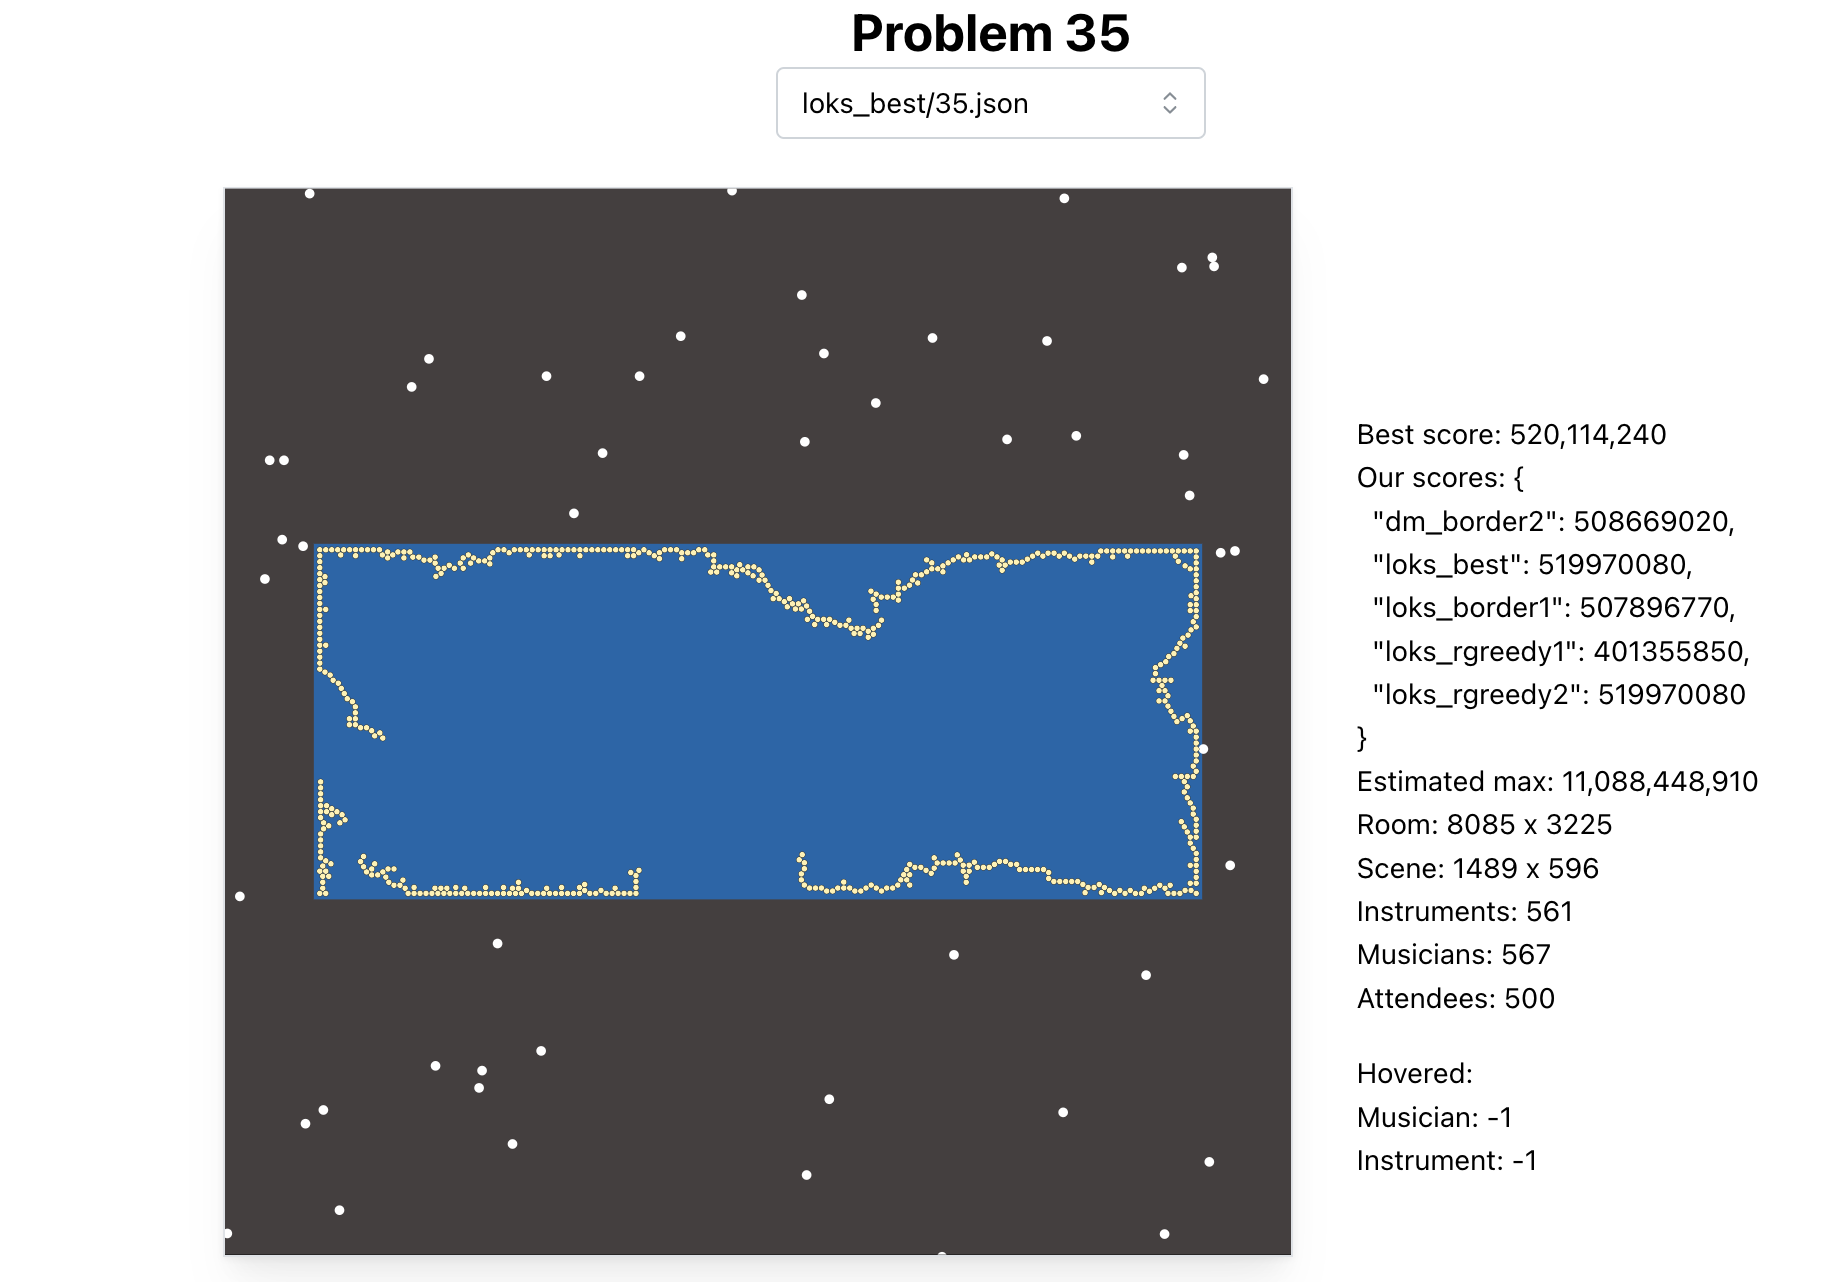 Problem 35
loks_best/35.json
Best score: 520,114,240
Our scores: {
"dm_border2": 508669020,
"loks_best": 519970080,
"loks_border1": 507896770,
"loks_rgreedy1": 401355850,
"loks_rgreedy2": 519970080
}
Estimated max: 11,088,448,910
Room: 8085 x 3225
Scene: 1489 x 596
Instruments: 561
Musicians: 567
Attendees: 500
Hovered:
Musician: -1
Instrument: -1